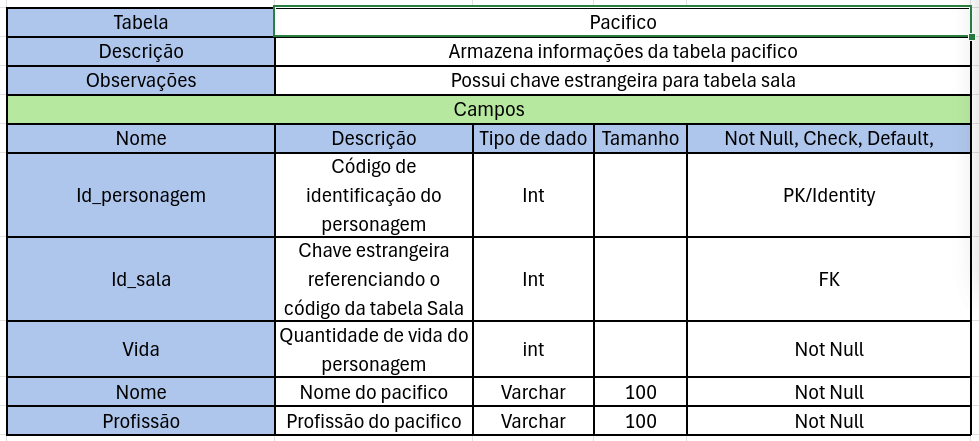 Tabela Pacifico
Descrição Armazena informações da tabela pacifico
Observações Possui chave estrangeira para tabela sala
Campos
Nome Descrição Tipo de dado Tamanho Not Null, Check, Default,
Id_personagem Código de identificação do personagem Int PK/Identity
Id_sala Chave estrangeira referenciando o código da tabela Sala Int FK
Vida Quantidade de vida do personagem int Not Null
Nome Nome do pacifico Varchar 100 Not Null
Profissão Profissão do pacifico Varchar 100 Not Null